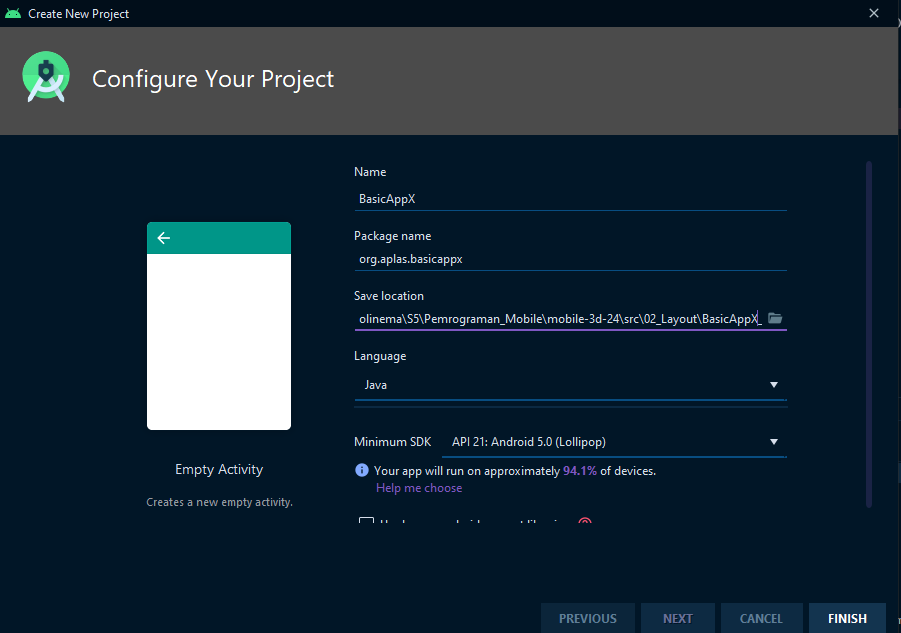 Create New Project
Configure Your Project
Name
BasicAppX
Package name
org.aplas.basicappx
Save location
olinema\S5\Pemrograman_Mobile\mobile-3d-24\src\02_Layout\BasicAppX_
Language
Java
Minimum SDK API 21: Android 5.0 (Lollipop)
Your app will run on approximately 94.1% of devices.
Help me choose
Empty Activity
Creates a new empty activity.
PREVIOUS NEXT CANCEL FINISH